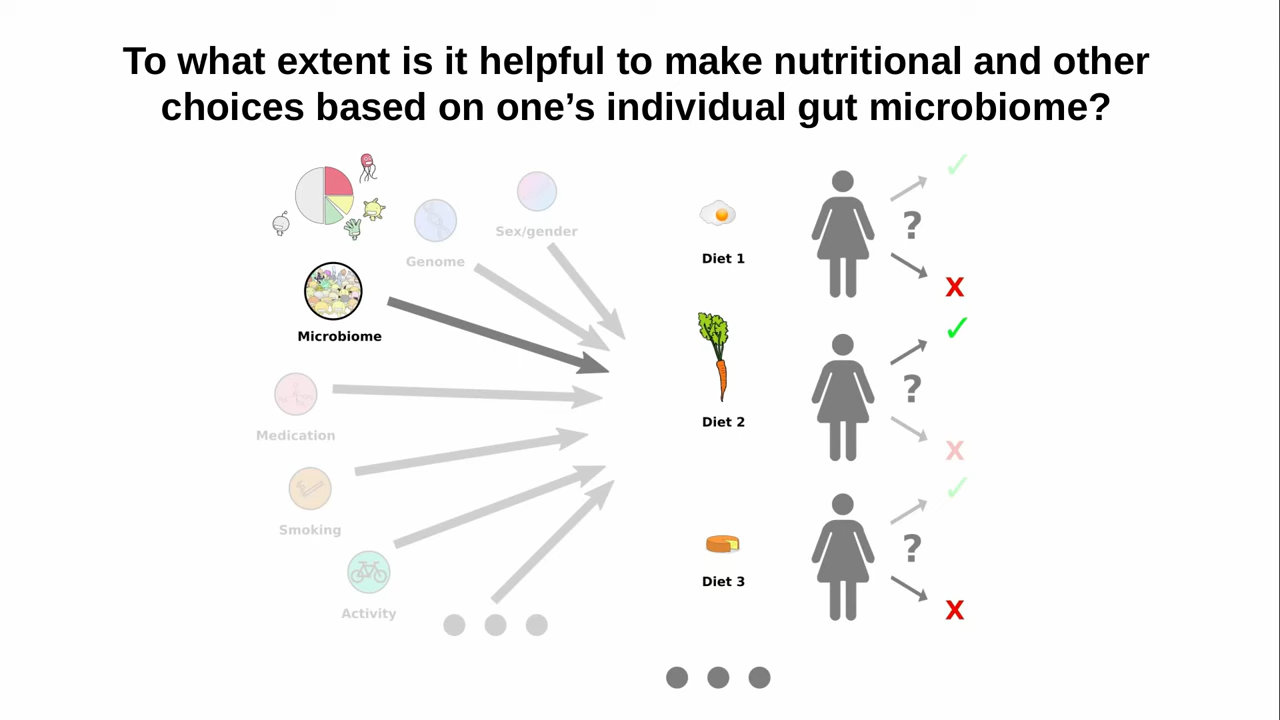 To what extent is it helpful to make nutritional and other
choices based on one’s individual gut microbiome?
Sex/gender
Genome
Microbiome
Medication
Smoking
Activity
Diet 1
?
X
Diet 2
?
X
Diet 3
?
X